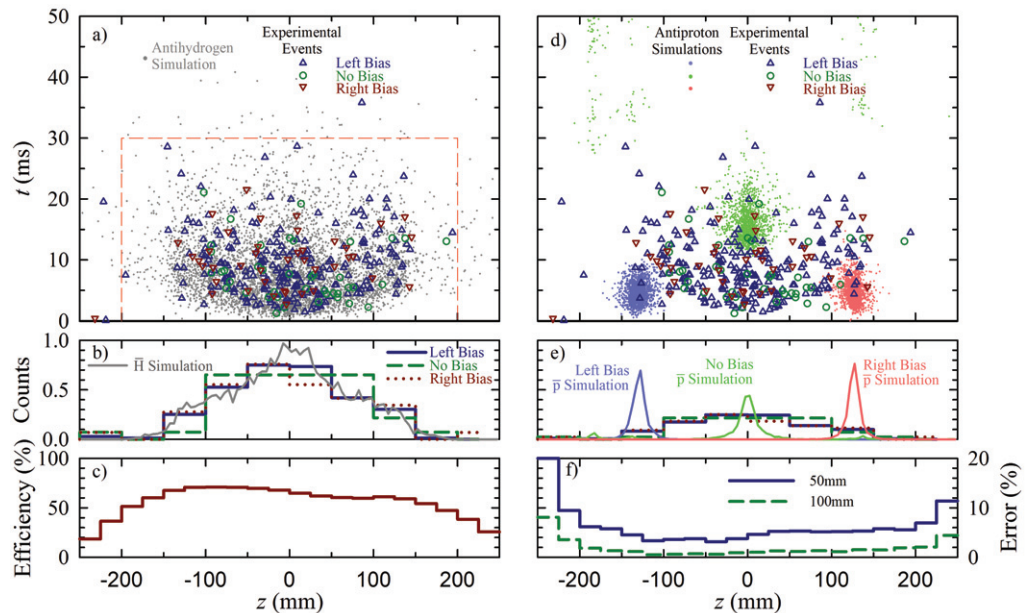 50
40
30
20
10
0
t (ms)
a)
Antihydrogen
Simulation
Experimental
Events
Left Bias
No Bias
Right Bias
d)
Antiproton
Simulations
Experimental
Events
Left Bias
No Bias
Right Bias
1.0
0.5
0.0
Counts
b)
H̅ Simulation
Left Bias
No Bias
Right Bias
e)
Left Bias
p̅ Simulation
No Bias
p̅ Simulation
Right Bias
p̅ Simulation
100
50
0
Efficiency (%)
c)
f)
50mm
100mm
20
10
0
Error (%)
-200 -100 0 100 200
z (mm)
-200 -100 0 100 200
z (mm)